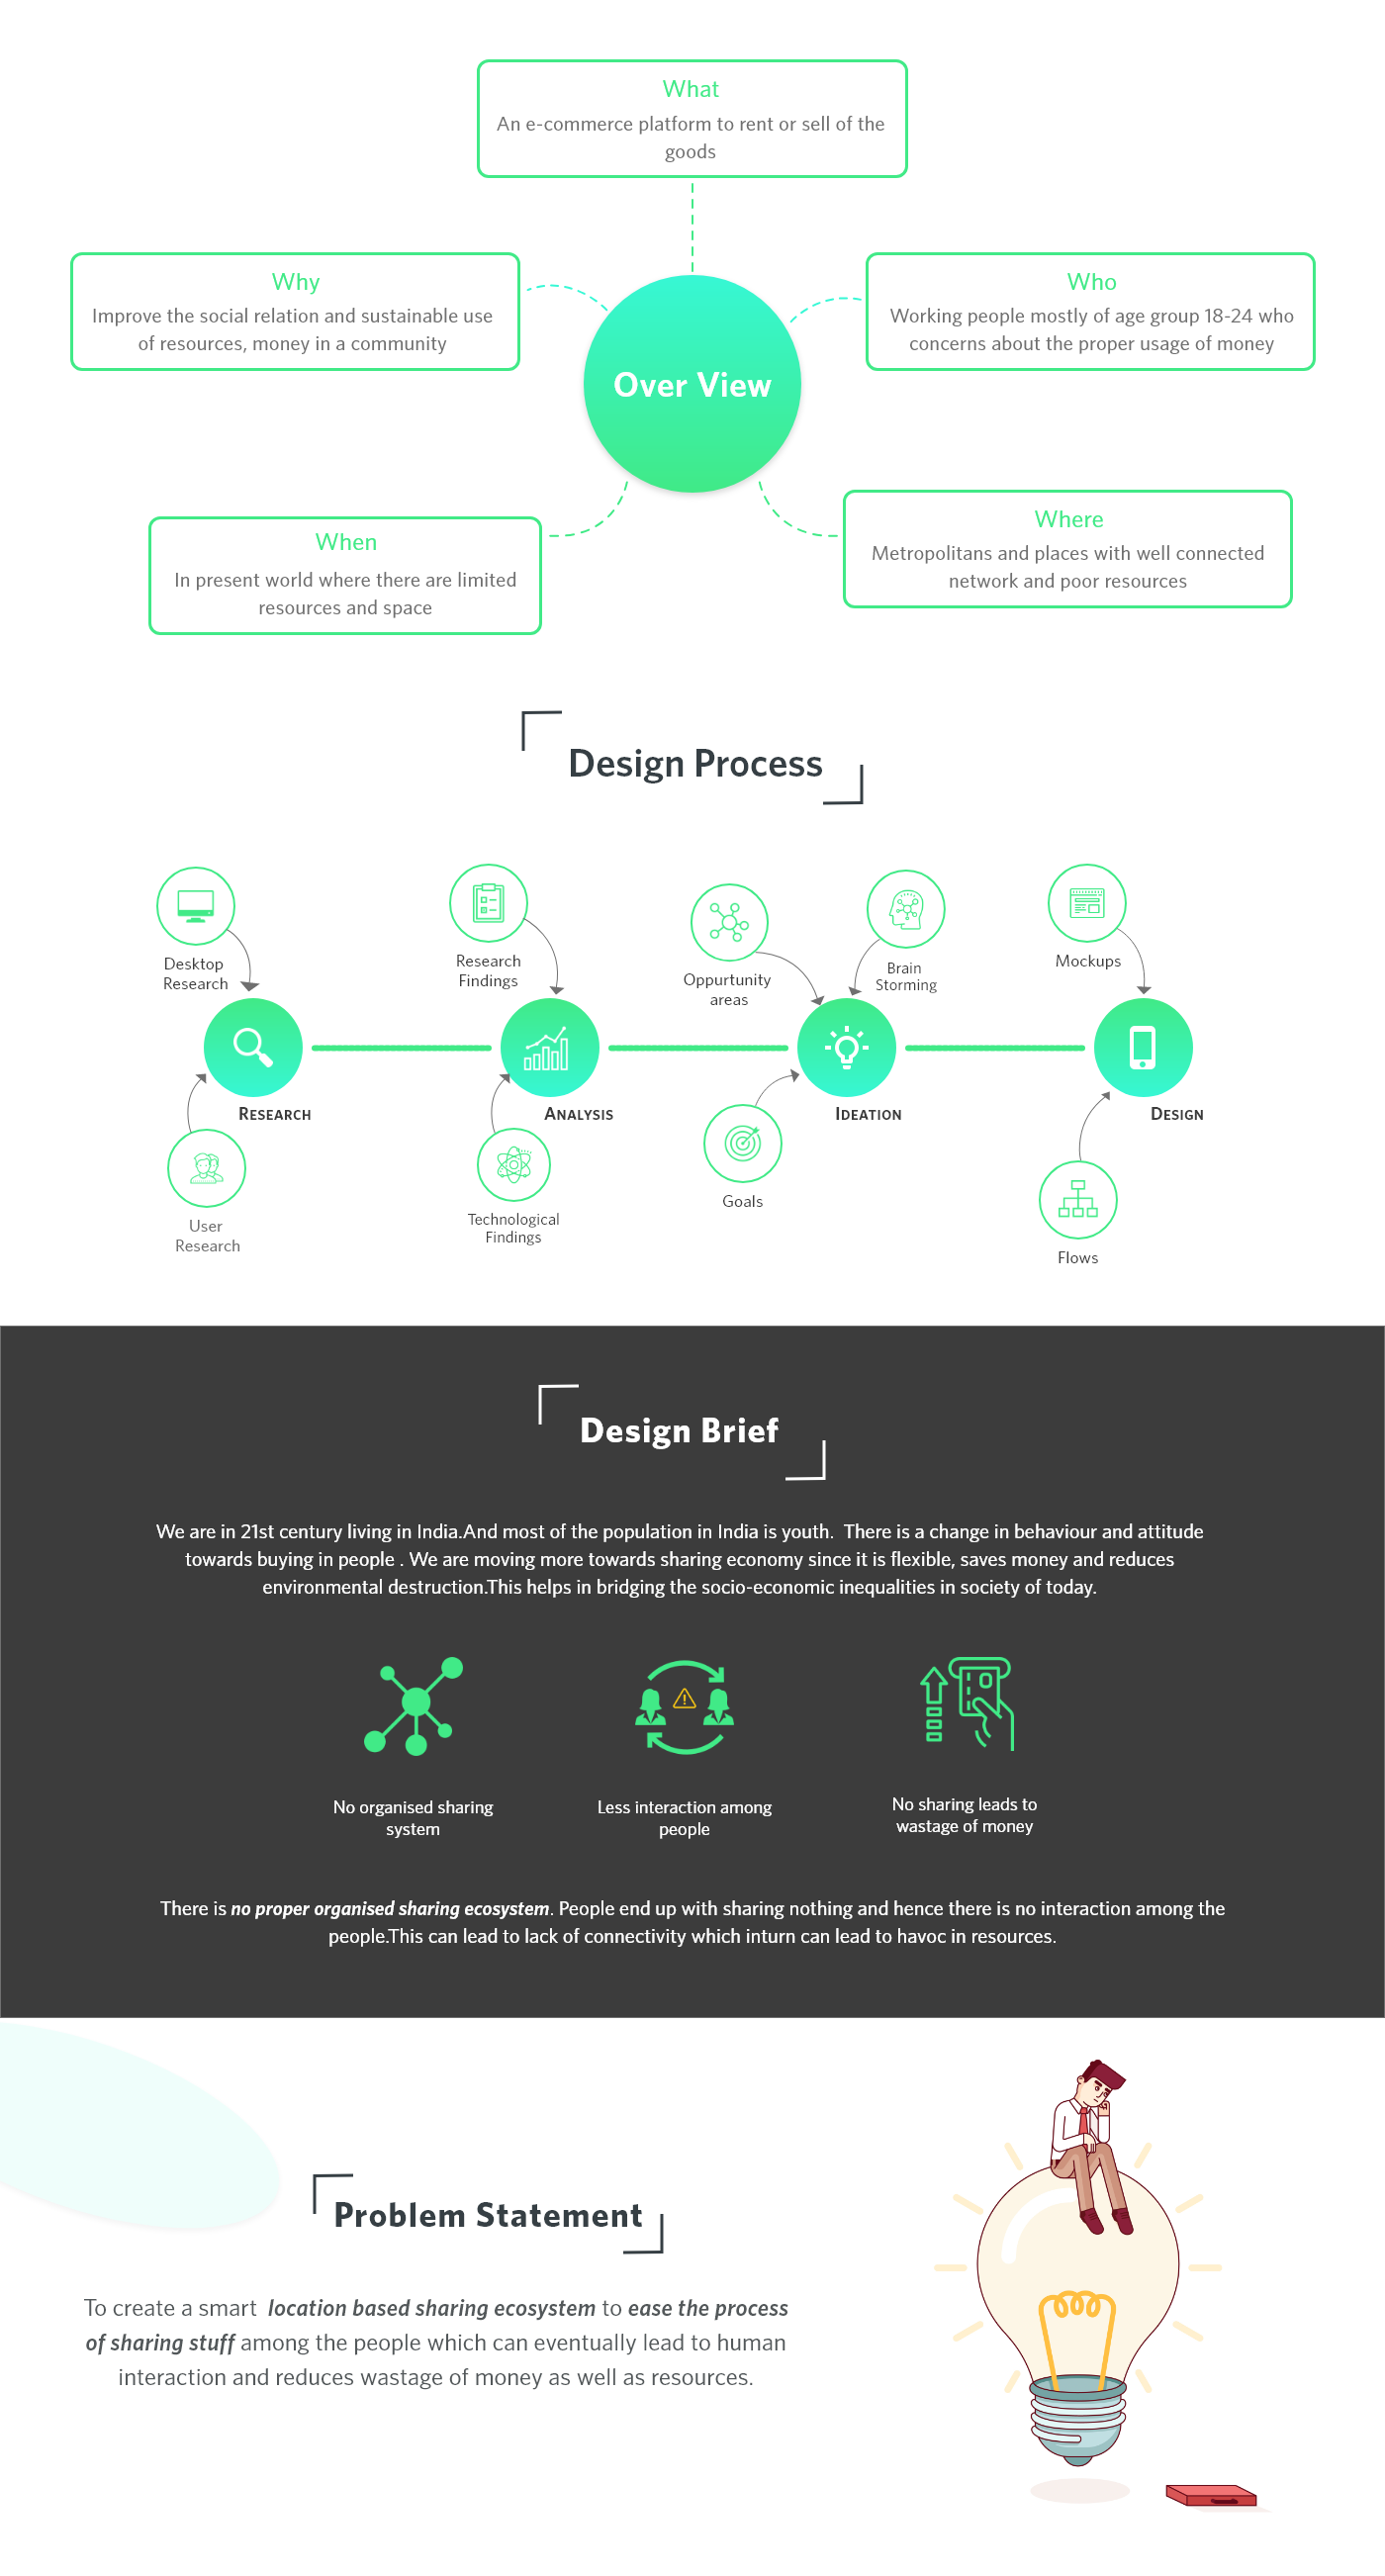 What
An e-commerce platform to rent or sell of the
goods
Why
Improve the social relation and sustainable use
of resources, money in a community
Who
Working people mostly of age group 18-24 who
concerns about the proper usage of money
Over View
When
In present world where there are limited
resources and space
Where
Metropolitans and places with well connected
network and poor resources
Design Process
Desktop
Research
Research
Findings
Oppurtunity
areas
Brain
Storming
Mockups
RESEARCH
ANALYSIS
IDEATION
DESIGN
User
Research
Technological
Findings
Goals
Flows
Design Brief
We are in 21st century living in India.And most of the population in India is youth.  There is a change in behaviour and attitude
towards buying in people . We are moving more towards sharing economy since it is flexible, saves money and reduces
environmental destruction.This helps in bridging the socio-economic inequalities in society of today.
No organised sharing
system
Less interaction among
people
No sharing leads to
wastage of money
There is no proper organised sharing ecosystem. People end up with sharing nothing and hence there is no interaction among the
people.This can lead to lack of connectivity which inturn can lead to havoc in resources.
Problem Statement
To create a smart  location based sharing ecosystem to ease the process
of sharing stuff among the people which can eventually lead to human
interaction and reduces wastage of money as well as resources.